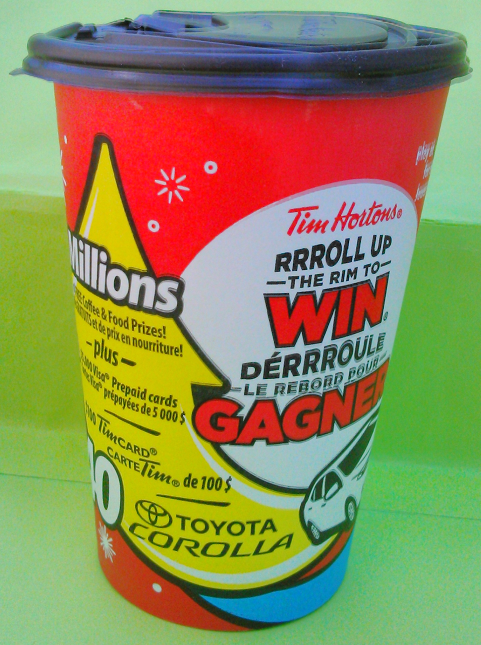 Millions
Coffee & Food Prizes!
et de prix en nourriture!
plus
Prepaid cards
prépayées de 5 000 $
TimCARD®
CARTE Tim® de 100 $
40
TOYOTA
COROLLA
Tim Hortons®
RRROLL UP
THE RIM TO
WIN®
DÉRRROULE
LE REBORD POUR
GAGNER